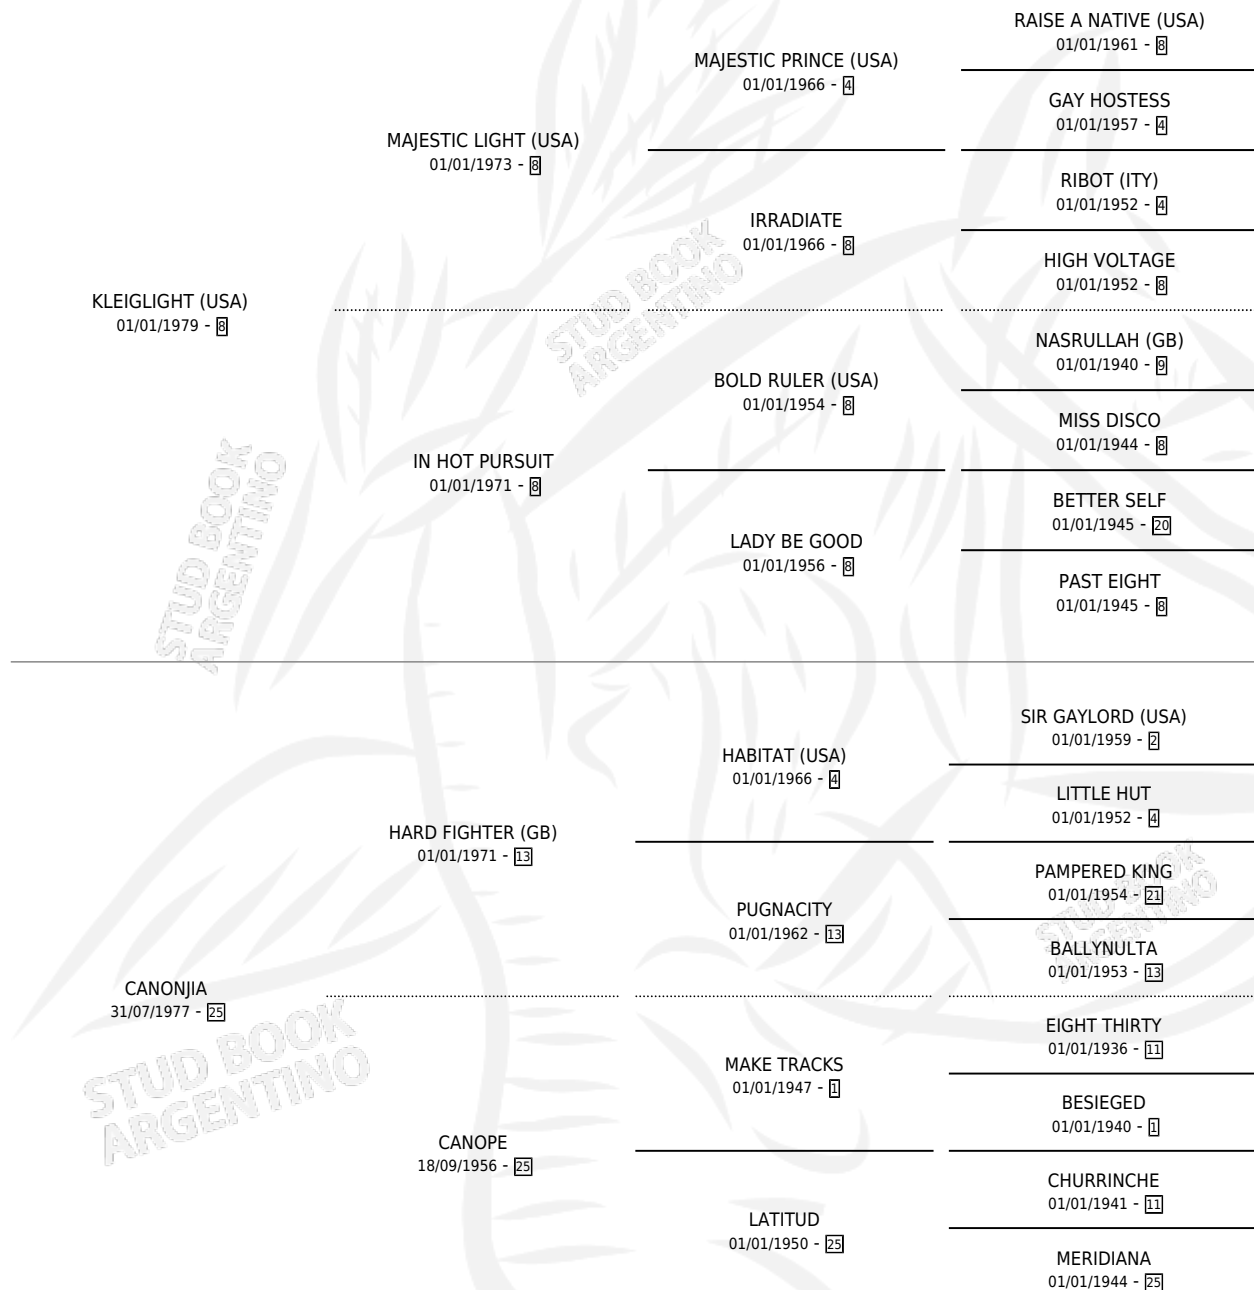 RAISE A NATIVE (USA)
01/01/1961 - 8
MAJESTIC PRINCE (USA)
01/01/1966 - 4
GAY HOSTESS
01/01/1957 - 4
MAJESTIC LIGHT (USA)
01/01/1973 - 8
RIBOT (ITY)
01/01/1952 - 4
IRRADIATE
01/01/1966 - 8
HIGH VOLTAGE
01/01/1952 - 8
KLEIGLIGHT (USA)
01/01/1979 - 8
NASRULLAH (GB)
01/01/1940 - 9
BOLD RULER (USA)
01/01/1954 - 8
MISS DISCO
01/01/1944 - 8
IN HOT PURSUIT
01/01/1971 - 8
BETTER SELF
01/01/1945 - 20
LADY BE GOOD
01/01/1956 - 8
PAST EIGHT
01/01/1945 - 8
STUD BOOK
ARGENTINO
STUD BOOK
ARGENTINO
SIR GAYLORD (USA)
01/01/1959 - 2
HABITAT (USA)
01/01/1966 - 4
LITTLE HUT
01/01/1952 - 4
HARD FIGHTER (GB)
01/01/1971 - 13
PAMPERED KING
01/01/1954 - 21
PUGNACITY
01/01/1962 - 13
BALLYNULTA
01/01/1953 - 13
CANONJIA
31/07/1977 - 25
EIGHT THIRTY
01/01/1936 - 11
MAKE TRACKS
01/01/1947 - 1
BESIEGED
01/01/1940 - 1
CANOPE
18/09/1956 - 25
CHURRINCHE
01/01/1941 - 11
LATITUD
01/01/1950 - 25
MERIDIANA
01/01/1944 - 25
STUD BOOK
ARGENTINO
STUD BOOK
ARGENTINO